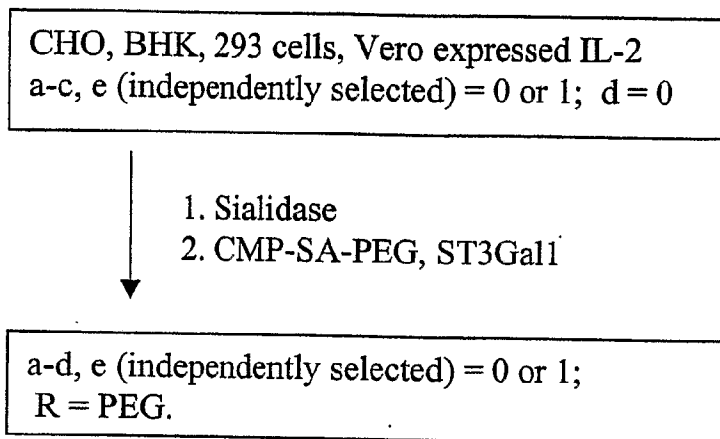 CHO, BHK, 293 cells, Vero expressed IL-2
a-c, e (independently selected) = 0 or 1; d = 0
1. Sialidase
2. CMP-SA-PEG, ST3Gal1
a-d, e (independently selected) = 0 or 1;
R = PEG.